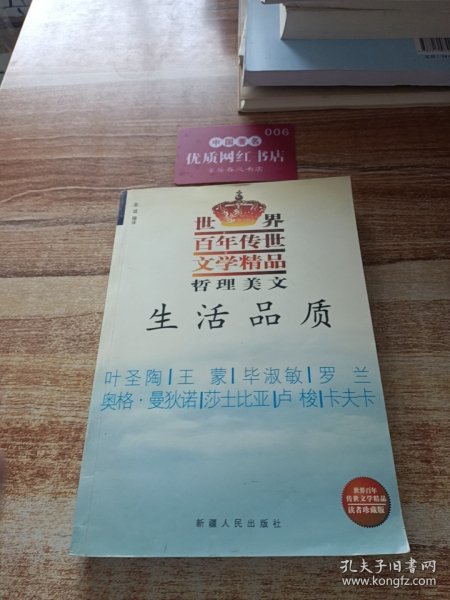 006
中国著名
优质网红书店
世界
百年传世
文学精品
哲理美文
生活品质
叶圣陶|王 蒙|毕淑敏|罗 兰
奥格·曼狄诺|莎士比亚|卢 梭|卡夫卡
世界百年
传世文学精品
读者珍藏版
新疆人民出版社
孔夫子旧书网
www.kongfz.com